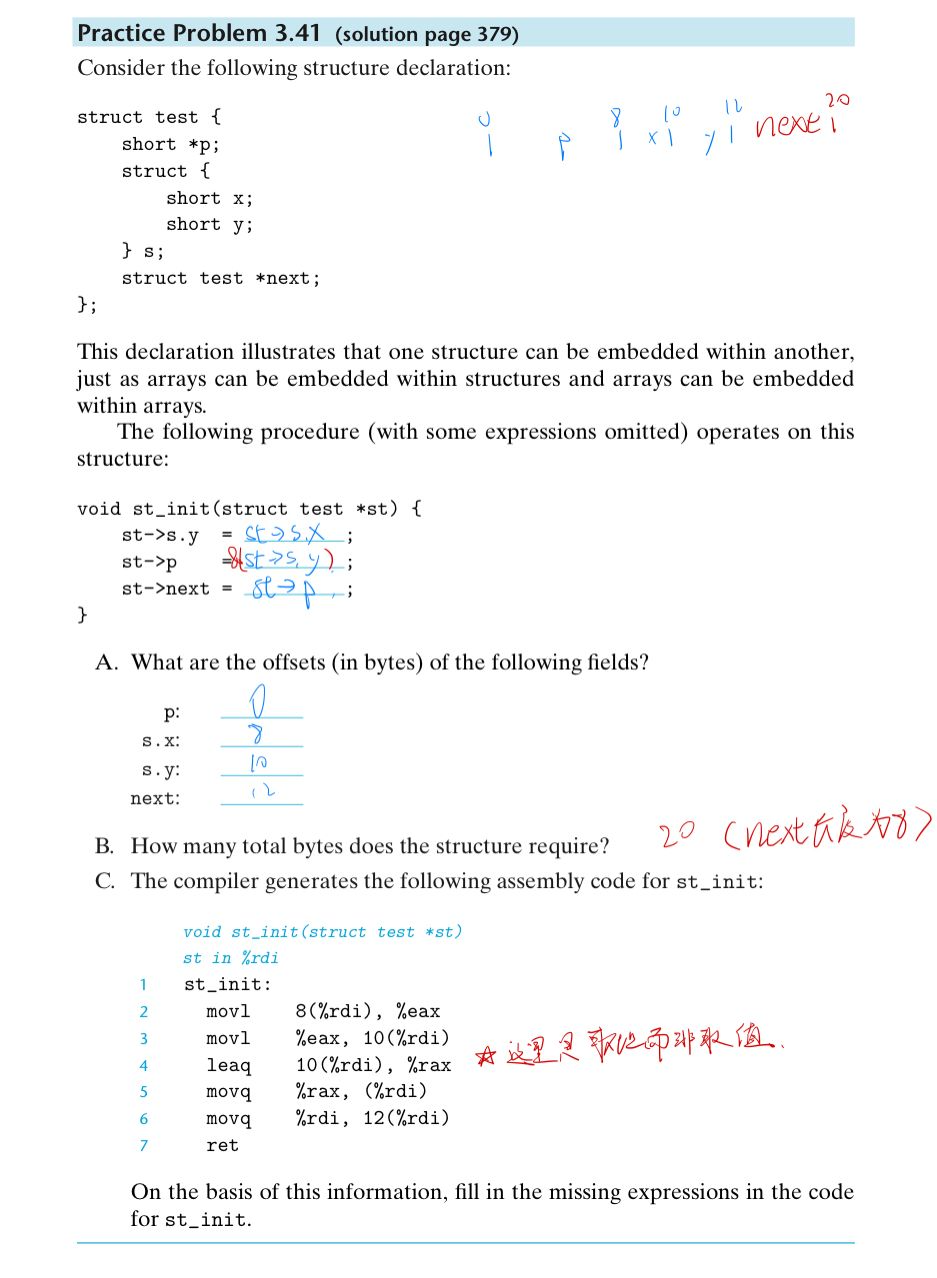 Practice Problem 3.41 (solution page 379)
Consider the following structure declaration:
struct test {
short *p;
struct {
short x;
short y;
} s;
struct test *next;
};
0 p 8 x 10 y 12 next 20
This declaration illustrates that one structure can be embedded within another,
just as arrays can be embedded within structures and arrays can be embedded
within arrays.
The following procedure (with some expressions omitted) operates on this
structure:
void st_init(struct test *st) {
st->s.y = st->s.x ;
st->p = &(st->s.y) ;
st->next = st->p ;
}
A. What are the offsets (in bytes) of the following fields?
p: 0
s.x: 8
s.y: 10
next: 12
B. How many total bytes does the structure require? 20 (next长度为8)
C. The compiler generates the following assembly code for st_init:
void st_init(struct test *st)
st in %rdi
1 st_init:
2 movl 8(%rdi), %eax
3 movl %eax, 10(%rdi)
4 leaq 10(%rdi), %rax ☆ 这里是取址而非取值.
5 movq %rax, (%rdi)
6 movq %rdi, 12(%rdi)
7 ret
On the basis of this information, fill in the missing expressions in the code
for st_init.